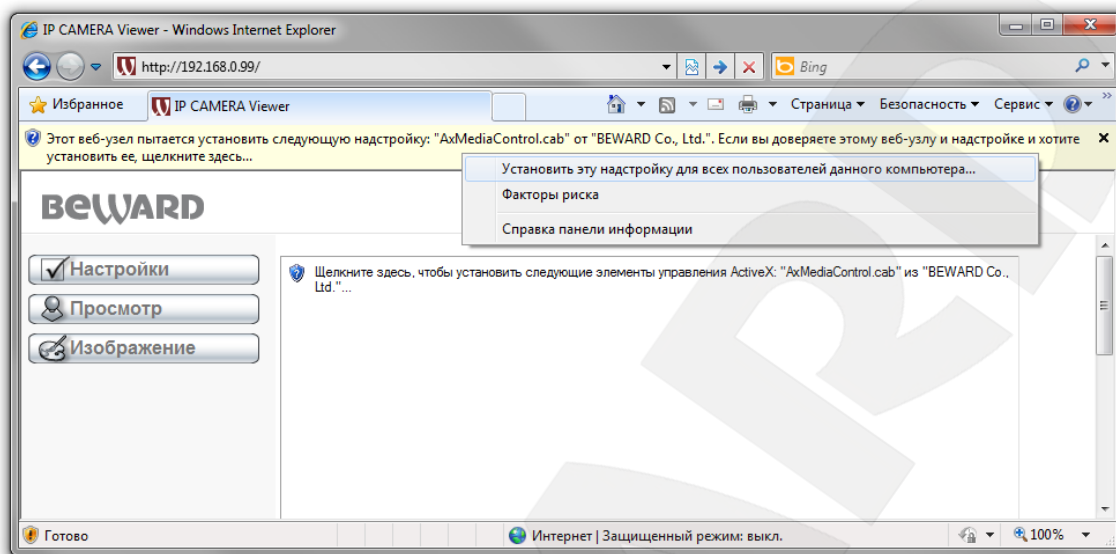 IP CAMERA Viewer - Windows Internet Explorer
http://192.168.0.99/
Bing
Избранное
IP CAMERA Viewer
Страница
Безопасность
Сервис
Этот веб-узел пытается установить следующую надстройку: "AxMediaControl.cab" от "BEWARD Co., Ltd.". Если вы доверяете этому веб-узлу и надстройке и хотите
установить ее, щелкните здесь...
Установить эту надстройку для всех пользователей данного компьютера...
Факторы риска
Справка панели информации
BEWARD
Настройки
Просмотр
Изображение
Щелкните здесь, чтобы установить следующие элементы управления ActiveX: "AxMediaControl.cab" из "BEWARD Co.,
Ltd."...
Готово
Интернет | Защищенный режим: выкл.
100%